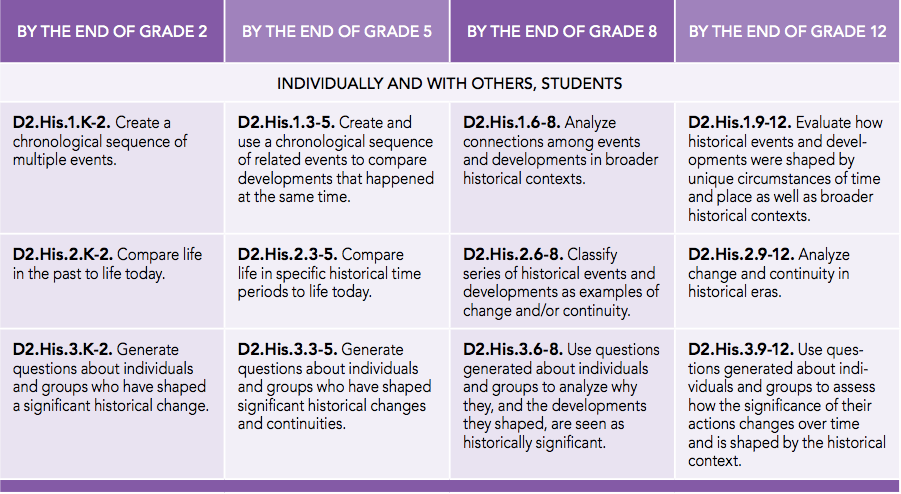 BY THE END OF GRADE 2
BY THE END OF GRADE 5
BY THE END OF GRADE 8
BY THE END OF GRADE 12
INDIVIDUALLY AND WITH OTHERS, STUDENTS
D2.His.1.K-2. Create a
chronological sequence of
multiple events.
D2.His.1.3-5. Create and
use a chronological sequence
of related events to compare
developments that happened
at the same time.
D2.His.1.6-8. Analyze
connections among events
and developments in broader
historical contexts.
D2.His.1.9-12. Evaluate how
historical events and devel-
opments were shaped by
unique circumstances of time
and place as well as broader
historical contexts.
D2.His.2.K-2. Compare life
in the past to life today.
D2.His.2.3-5. Compare
life in specific historical time
periods to life today.
D2.His.2.6-8. Classify
series of historical events and
developments as examples of
change and/or continuity.
D2.His.2.9-12. Analyze
change and continuity in
historical eras.
D2.His.3.K-2. Generate
questions about individuals
and groups who have shaped
a significant historical change.
D2.His.3.3-5. Generate
questions about individuals
and groups who have shaped
significant historical changes
and continuities.
D2.His.3.6-8. Use questions
generated about individuals
and groups to analyze why
they, and the developments
they shaped, are seen as
historically significant.
D2.His.3.9-12. Use ques-
tions generated about indi-
viduals and groups to assess
how the significance of their
actions changes over time
and is shaped by the historical
context.